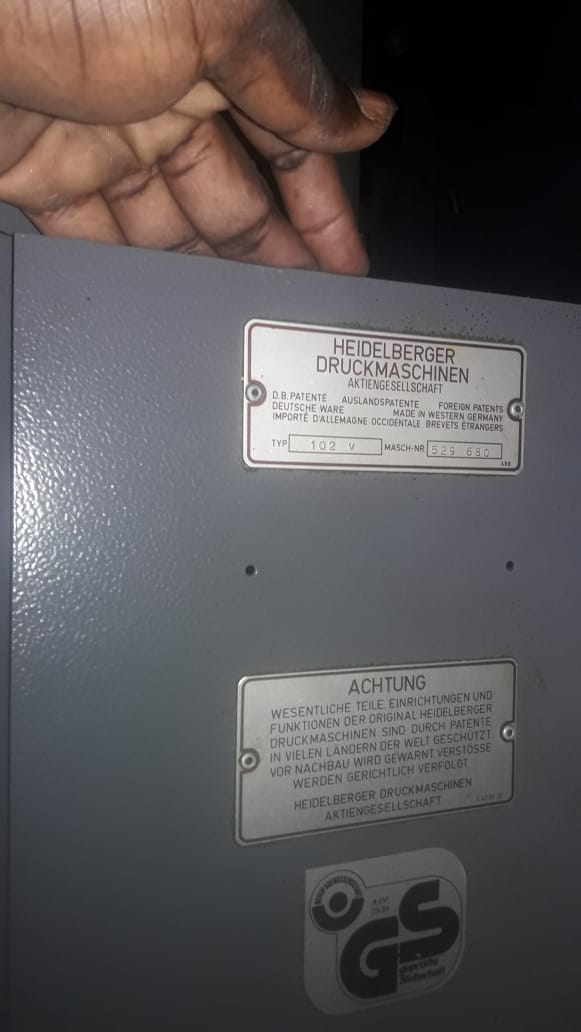 HEIDELBERGER
DRUCKMASCHINEN
AKTIENGESELLSCHAFT
D.B. PATENTE AUSLANDSPATENTE FOREIGN PATENTS
DEUTSCHE WARE MADE IN WESTERN GERMANY
IMPORTÉ D'ALLEMAGNE OCCIDENTALE BREVETS ÉTRANGERS
TYP 102 V MASCH-NR 529 680
ACHTUNG
WESENTLICHE TEILE, EINRICHTUNGEN UND
FUNKTIONEN DER ORIGINAL HEIDELBERGER
DRUCKMASCHINEN SIND DURCH PATENTE
IN VIELEN LÄNDERN DER WELT GESCHÜTZT
VOR NACHBAU WIRD GEWARNT. VERSTÖSSE
WERDEN GERICHTLICH VERFOLGT
HEIDELBERGER DRUCKMASCHINEN
AKTIENGESELLSCHAFT
GS
geprüfte
Sicherheit